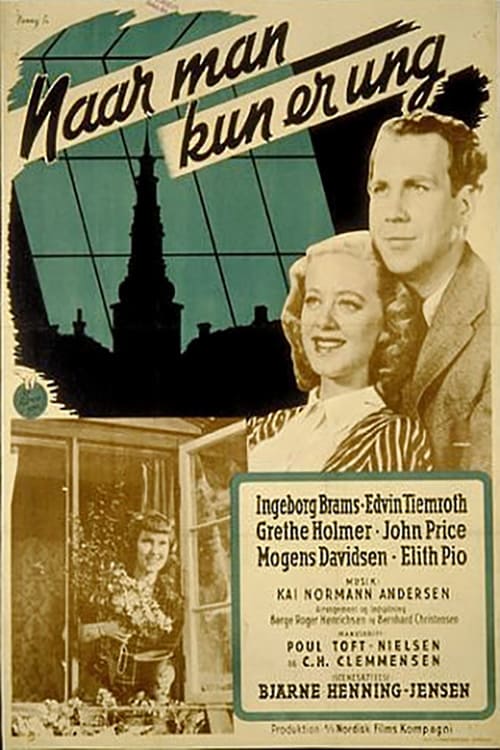 Naar man
kun er ung
Ingeborg Brams · Edvin Tiemroth
Grethe Holmer · John Price
Mogens Davidsen · Elith Pio
MUSIK:
KAI NORMANN ANDERSEN
Arrangement og Indspilning
Børge Roger Henrichsen og Bernhard Christensen
MANUSKRIPT:
POUL TOFT-NIELSEN
OG C.H. CLEMMENSEN
ISCENESÆTTELSE:
BJARNE HENNING-JENSEN
Produktion A/S Nordisk Films Kompagni